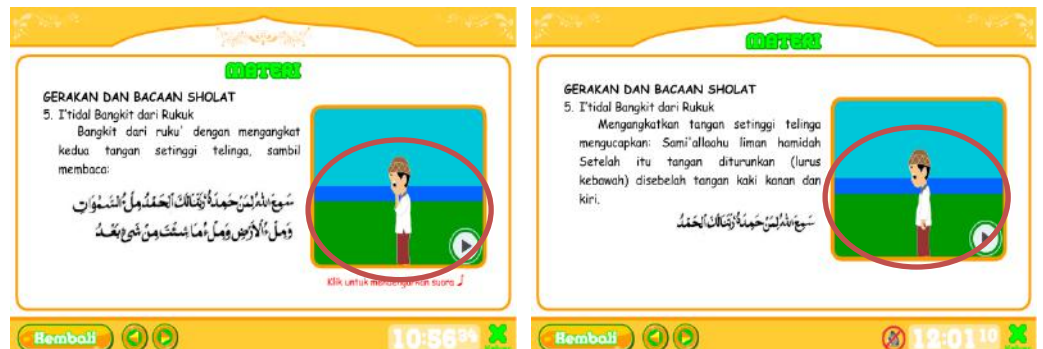 MATERI
GERAKAN DAN BACAAN SHOLAT
5. I'tidal Bangkit dari Rukuk
Bangkit dari ruku' dengan mengangkat
kedua tangan setinggi telinga, sambil
membaca:
سَمِعَ اللهُ لِمَنْ حَمِدَهُ رَبَّنَا لَكَ الْحَمْدُ مِلْءُ السَّمٰوَاتِ
وَمِلْءُ الْأَرْضِ وَمِلْءُ مَا شِئْتَ مِنْ شَيْءٍ بَعْدُ
Klik untuk mendengarkan suara
Kembali
10:56
MATERI
GERAKAN DAN BACAAN SHOLAT
5. I'tidal Bangkit dari Rukuk
Mengangkatkan tangan setinggi telinga
mengucapkan: Sami'allaahu liman hamidah
Setelah itu tangan diturunkan (lurus
kebawah) disebelah tangan kaki kanan dan
kiri.
سَمِعَ اللهُ لِمَنْ حَمِدَهُ رَبَّنَا لَكَ الْحَمْدُ
Kembali
12:01 10